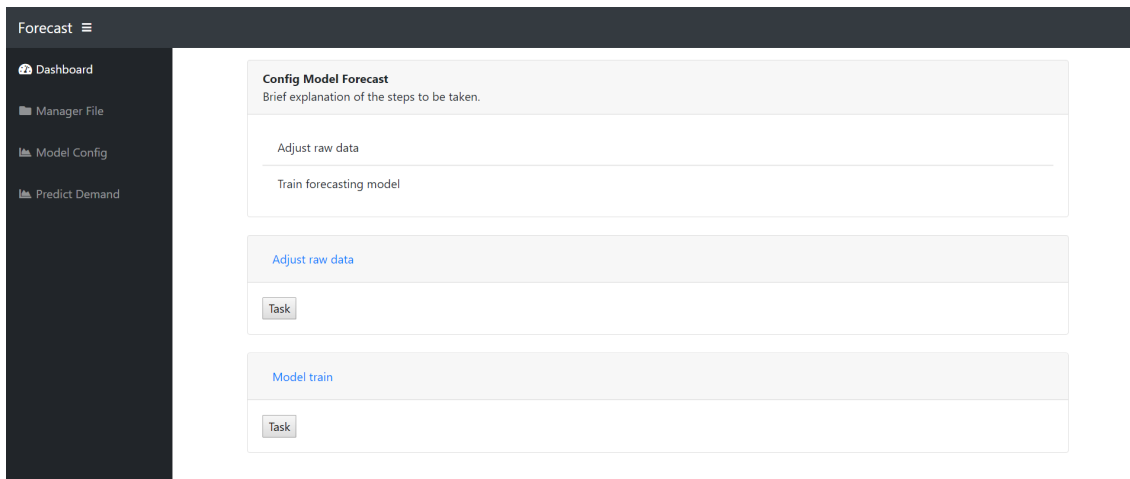 Forecast
Dashboard
Manager File
Model Config
Predict Demand
Config Model Forecast
Brief explanation of the steps to be taken.
Adjust raw data
Train forecasting model
Adjust raw data
Task
Model train
Task